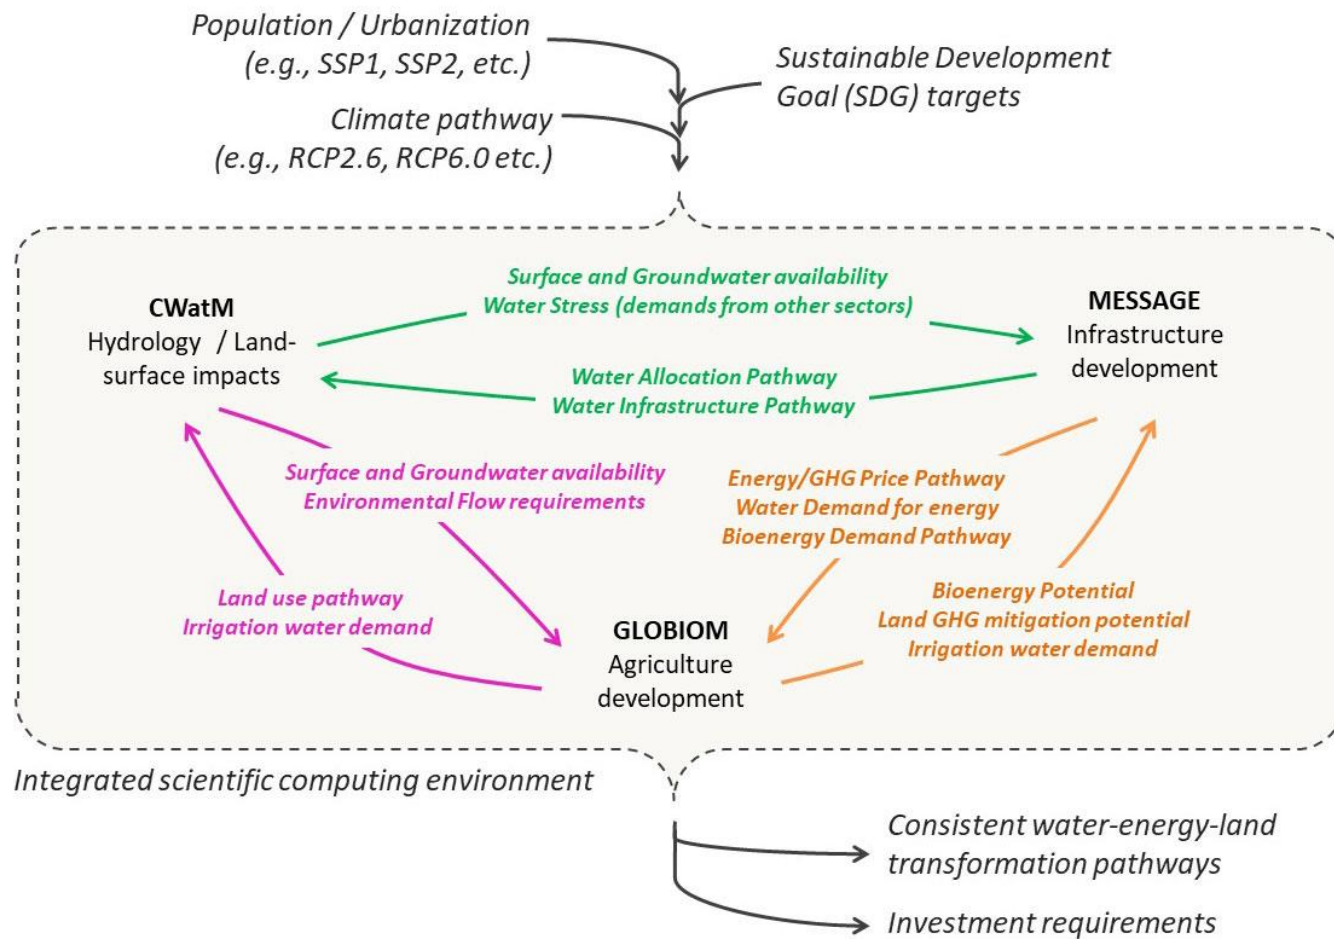 Population / Urbanization
(e.g., SSP1, SSP2, etc.)
Sustainable Development
Goal (SDG) targets
Climate pathway
(e.g., RCP2.6, RCP6.0 etc.)
Surface and Groundwater availability
Water Stress (demands from other sectors)
CWatM
Hydrology / Land-
surface impacts
MESSAGE
Infrastructure
development
Water Allocation Pathway
Water Infrastructure Pathway
Surface and Groundwater availability
Environmental Flow requirements
Energy/GHG Price Pathway
Water Demand for energy
Bioenergy Demand Pathway
Land use pathway
Irrigation water demand
Bioenergy Potential
Land GHG mitigation potential
Irrigation water demand
GLOBIOM
Agriculture
development
Integrated scientific computing environment
Consistent water-energy-land
transformation pathways
Investment requirements